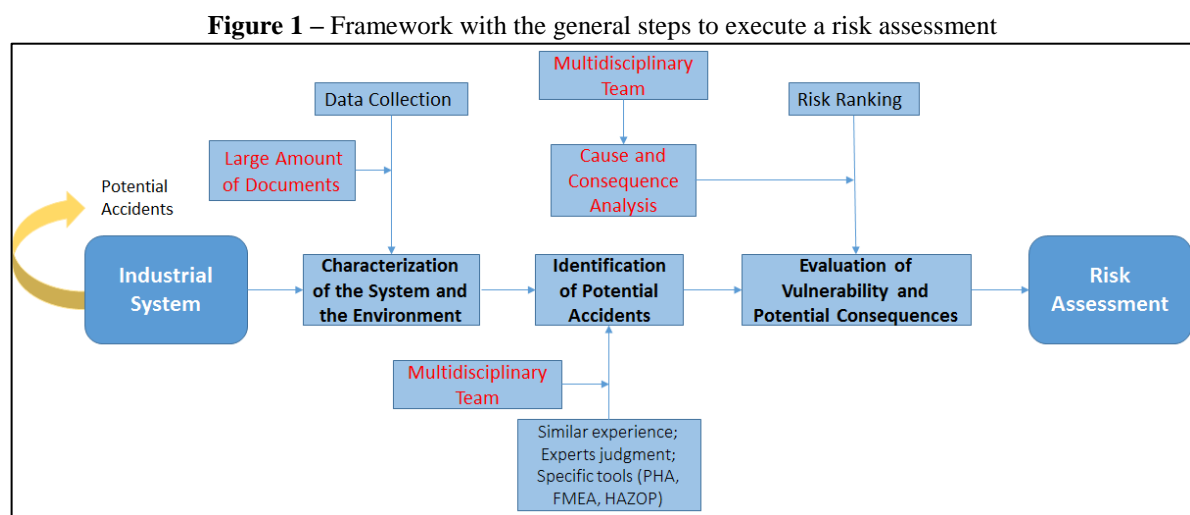 Figure 1 – Framework with the general steps to execute a risk assessment
Multidisciplinary
Team
Data Collection
Risk Ranking
Large Amount
of Documents
Cause and
Consequence
Analysis
Potential
Accidents
Industrial
System
Characterization
of the System and
the Environment
Identification
of Potential
Accidents
Evaluation of
Vulnerability and
Potential Consequences
Risk
Assessment
Multidisciplinary
Team
Similar experience;
Experts judgment;
Specific tools (PHA,
FMEA, HAZOP)